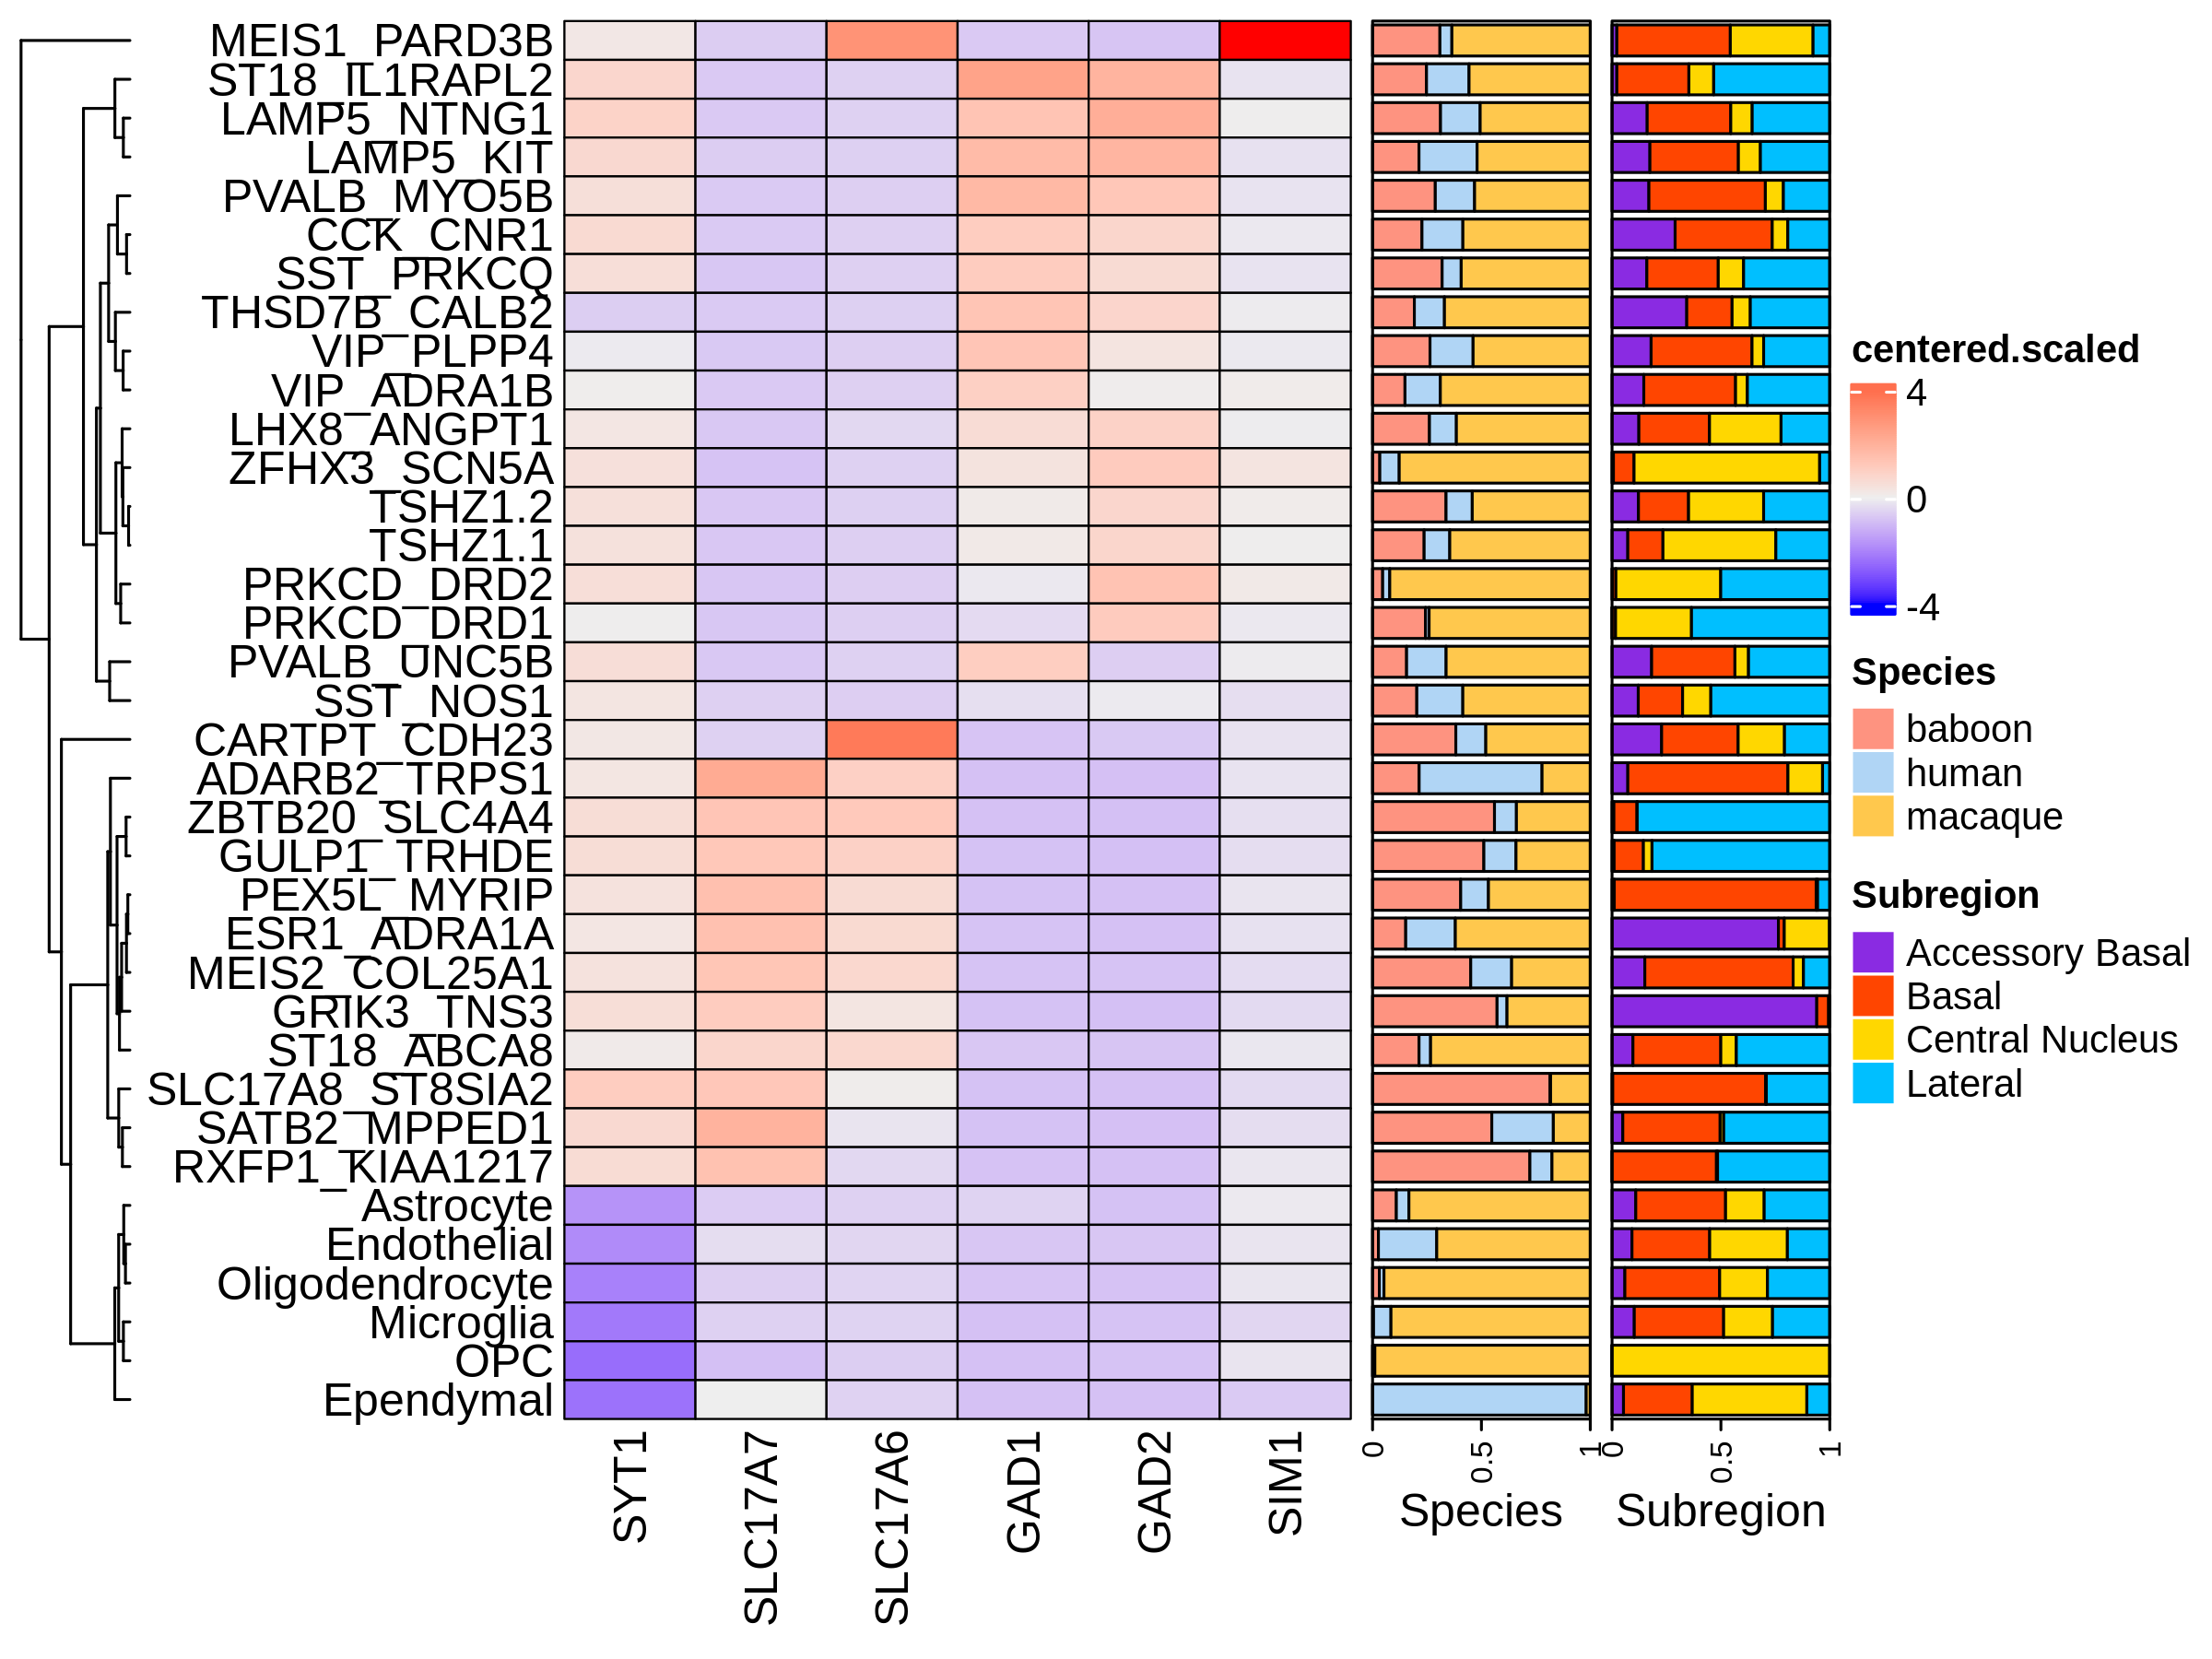 MEIS1_PARD3B
ST18_IL1RAPL2
LAMP5_NTNG1
LAMP5_KIT
PVALB_MYO5B
CCK_CNR1
SST_PRKCQ
THSD7B_CALB2
VIP_PLPP4
VIP_ADRA1B
LHX8_ANGPT1
ZFHX3_SCN5A
TSHZ1.2
TSHZ1.1
PRKCD_DRD2
PRKCD_DRD1
PVALB_UNC5B
SST_NOS1
CARTPT_CDH23
ADARB2_TRPS1
ZBTB20_SLC4A4
GULP1_TRHDE
PEX5L_MYRIP
ESR1_ADRA1A
MEIS2_COL25A1
GRIK3_TNS3
ST18_ABCA8
SLC17A8_ST8SIA2
SATB2_MPPED1
RXFP1_KIAA1217
Astrocyte
Endothelial
Oligodendrocyte
Microglia
OPC
Ependymal
SYT1
SLC17A7
SLC17A6
GAD1
GAD2
SIM1
0
0.5
1
Species
0
0.5
1
Subregion
centered.scaled
4
0
-4
Species
baboon
human
macaque
Subregion
Accessory Basal
Basal
Central Nucleus
Lateral